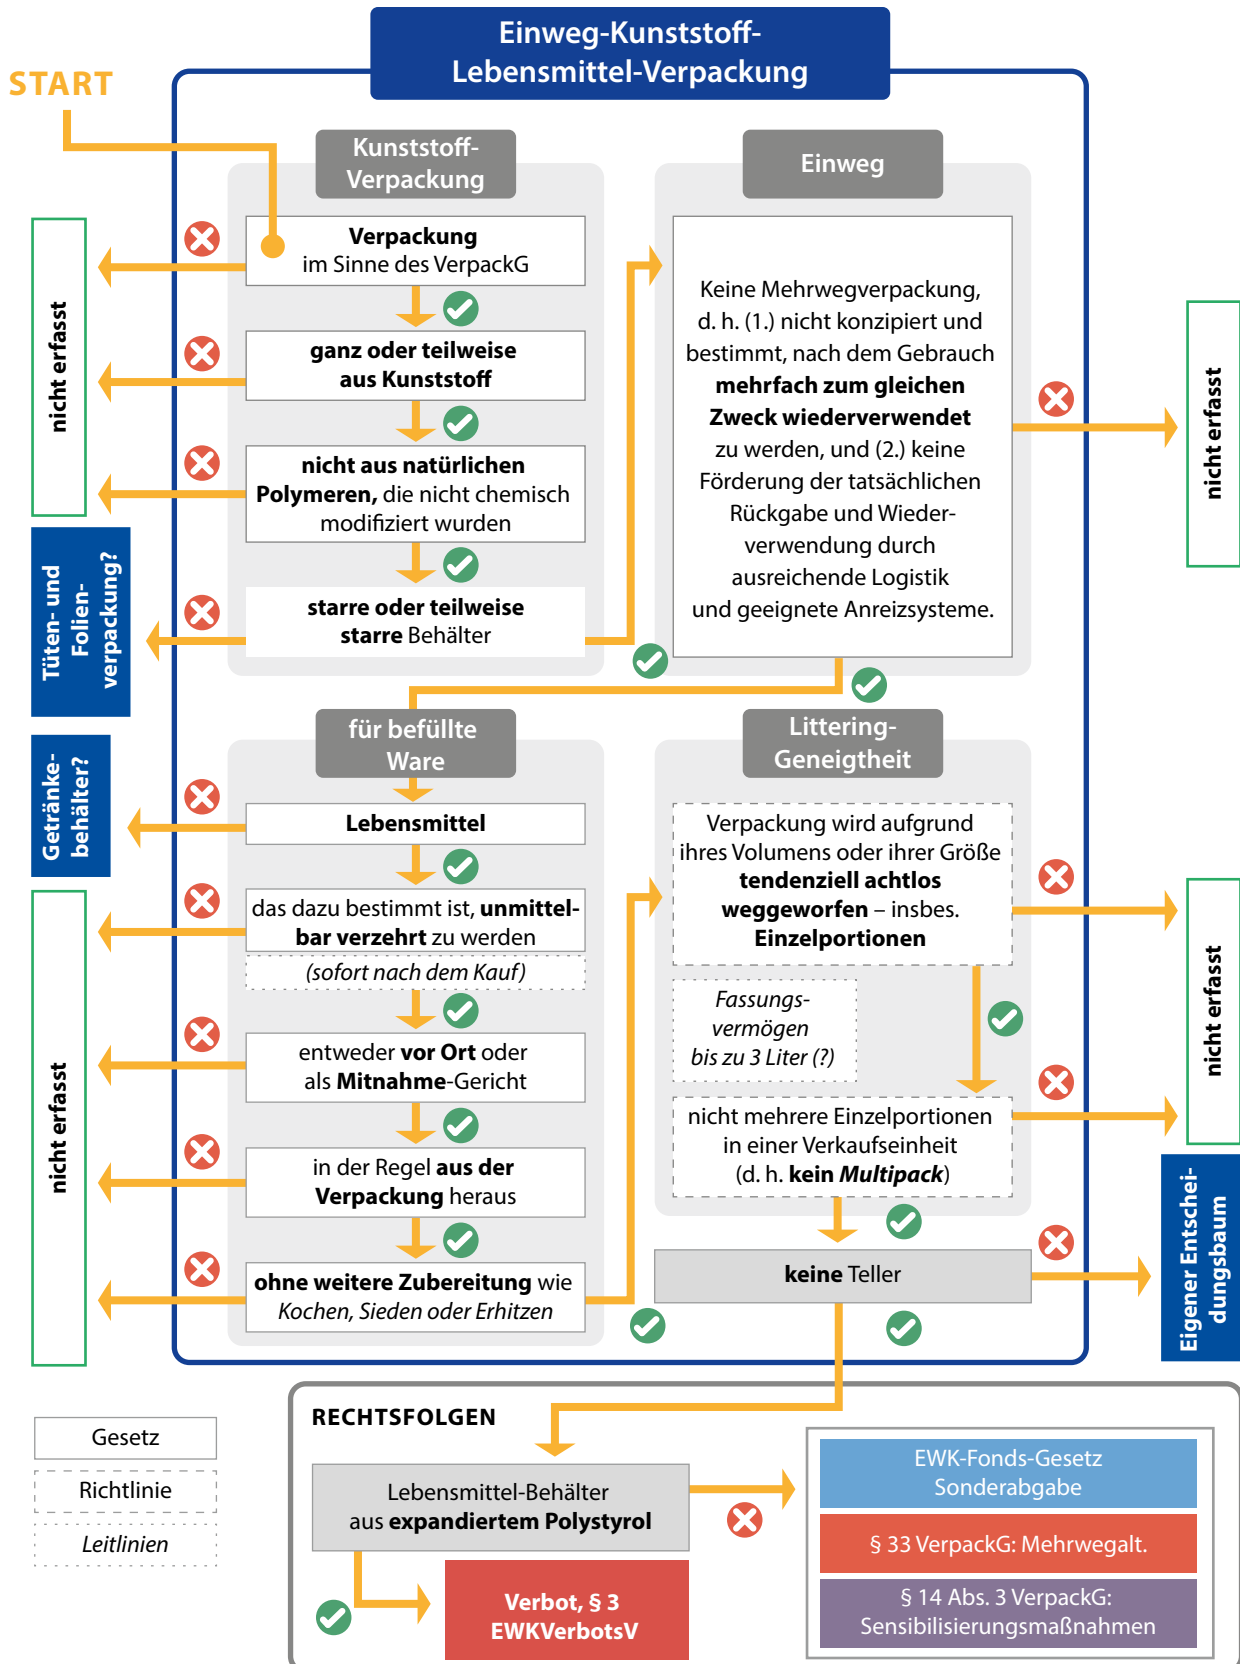 Einweg-Kunststoff-
Lebensmittel-Verpackung
START
Kunststoff-
Verpackung
Verpackung
im Sinne des VerpackG
ganz oder teilweise
aus Kunststoff
nicht aus natürlichen
Polymeren, die nicht chemisch
modifiziert wurden
starre oder teilweise
starre Behälter
nicht erfasst
Tüten- und
Folien-
verpackung?
Einweg
Keine Mehrwegverpackung,
d. h. (1.) nicht konzipiert und
bestimmt, nach dem Gebrauch
mehrfach zum gleichen
Zweck wiederverwendet
zu werden, und (2.) keine
Förderung der tatsächlichen
Rückgabe und Wieder-
verwendung durch
ausreichende Logistik
und geeignete Anreizsysteme.
nicht erfasst
für befüllte
Ware
Lebensmittel
das dazu bestimmt ist, unmittel-
bar verzehrt zu werden
(sofort nach dem Kauf)
entweder vor Ort oder
als Mitnahme-Gericht
in der Regel aus der
Verpackung heraus
ohne weitere Zubereitung wie
Kochen, Sieden oder Erhitzen
Getränke-
behälter?
nicht erfasst
Littering-
Geneigtheit
Verpackung wird aufgrund
ihres Volumens oder ihrer Größe
tendenziell achtlos
weggeworfen – insbes.
Einzelportionen
Fassungs-
vermögen
bis zu 3 Liter (?)
nicht mehrere Einzelportionen
in einer Verkaufseinheit
(d. h. kein Multipack)
nicht erfasst
keine Teller
Eigener Entschei-
dungsbaum
RECHTSFOLGEN
Lebensmittel-Behälter
aus expandiertem Polystyrol
Verbot, § 3
EWKVerbotsV
EWK-Fonds-Gesetz
Sonderabgabe
§ 33 VerpackG: Mehrwegalt.
§ 14 Abs. 3 VerpackG:
Sensibilisierungsmaßnahmen
Gesetz
Richtlinie
Leitlinien